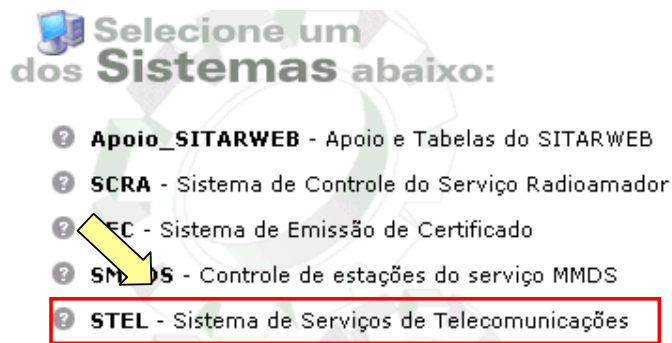 Selecione um
dos Sistemas abaixo:
Apoio_SITARWEB - Apoio e Tabelas do SITARWEB
SCRA - Sistema de Controle do Serviço Radioamador
EC - Sistema de Emissão de Certificado
- Controle de estações do serviço MMDS
STEL - Sistema de Serviços de Telecomunicações